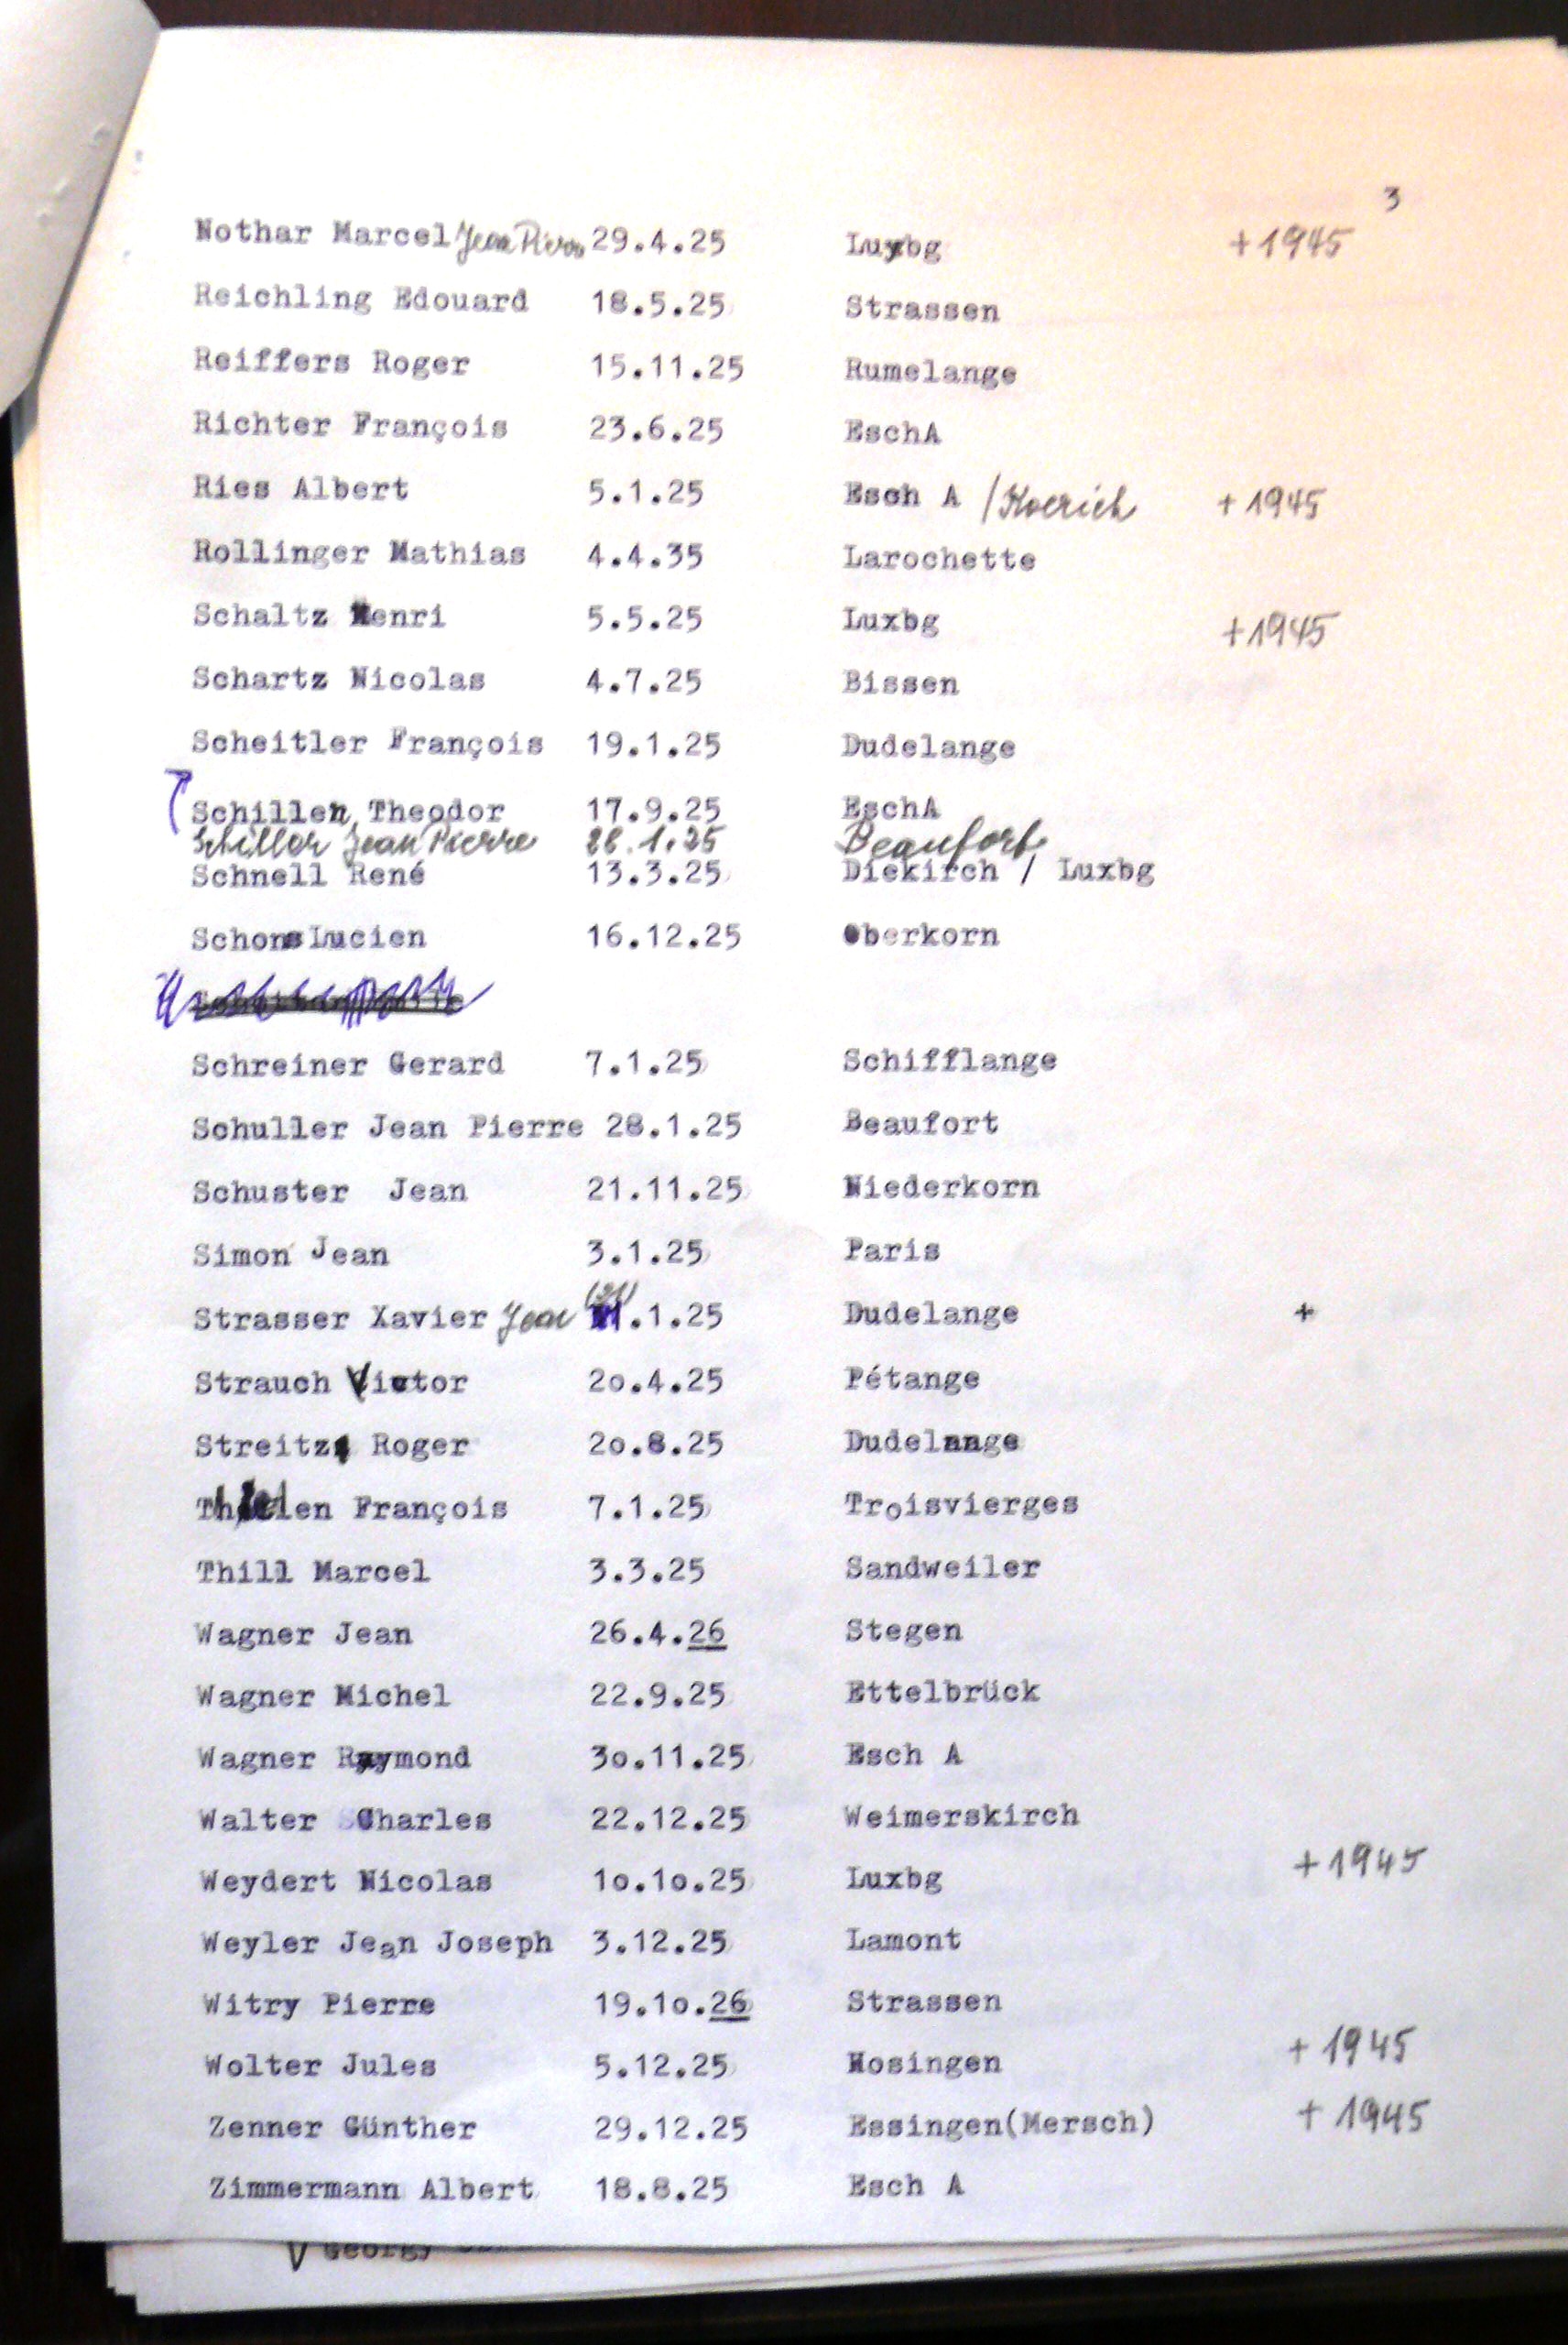 3
Nothar Marcel Jean Pierre 29.4.25 Luxbg +1945
Reichling Edouard 18.5.25 Strassen
Reiffers Roger 15.11.25 Rumelange
Richter François 23.6.25 EschA
Ries Albert 5.1.25 Esch A /Koerich +1945
Rollinger Mathias 4.4.35 Larochette
Schaltz Henri 5.5.25 Luxbg +1945
Schartz Nicolas 4.7.25 Bissen
Scheitler François 19.1.25 Dudelange
Schillen Theodor 17.9.25 EschA
Schiller Jean Pierre 28.1.25 Beaufort
Schnell René 13.3.25 Diekirch / Luxbg
Schons Lucien 16.12.25 Oberkorn
Schreiner Gerard 7.1.25 Schifflange
Schuller Jean Pierre 28.1.25 Beaufort
Schuster Jean 21.11.25 Niederkorn
Simon Jean 3.1.25 Paris
Strasser Xavier Jean .1.25 Dudelange +
Strauch Victor 2o.4.25 Pétange
Streitz Roger 2o.8.25 Dudelange
François 7.1.25 Troisvierges
Thill Marcel 3.3.25 Sandweiler
Wagner Jean 26.4.26 Stegen
Wagner Michel 22.9.25 Ettelbrück
Wagner Raymond 3o.11.25 Esch A
Walter Charles 22.12.25 Weimerskirch
Weydert Nicolas 1o.1o.25 Luxbg +1945
Weyler Jean Joseph 3.12.25 Lamont
Witry Pierre 19.1o.26 Strassen
Wolter Jules 5.12.25 Hosingen + 1945
Zenner Günther 29.12.25 Essingen(Mersch) + 1945
Zimmermann Albert 18.8.25 Esch A